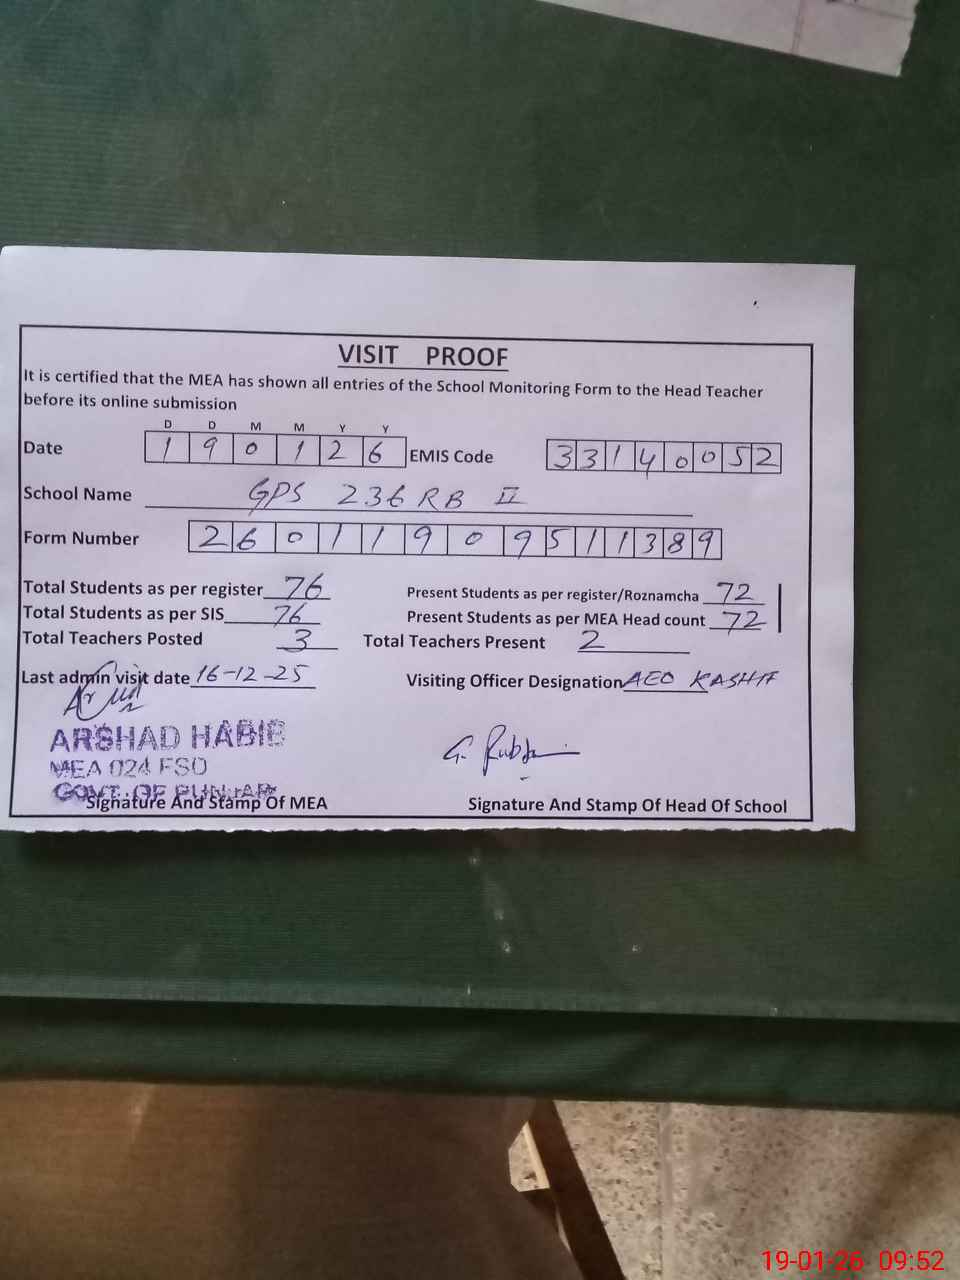 VISIT PROOF
It is certified that the MEA has shown all entries of the School Monitoring Form to the Head Teacher
before its online submission
D D M M Y Y
Date 1 9 0 1 2 6 EMIS Code 3 3 1 4 0 0 5 2
School Name GPS 236 RB II
Form Number 2 6 0 1 1 9 0 9 5 1 1 3 8 9
Total Students as per register 76 Present Students as per register/Roznamcha 72
Total Students as per SIS 76 Present Students as per MEA Head count 72
Total Teachers Posted 3 Total Teachers Present 2
Last admin visit date 16-12-25 Visiting Officer Designation AEO KASHIF
ARSHAD HABIB
MEA 024 FSD
GOVT. OF PUNJAB
Signature And Stamp Of MEA Signature And Stamp Of Head Of School
19-01-26 09:52